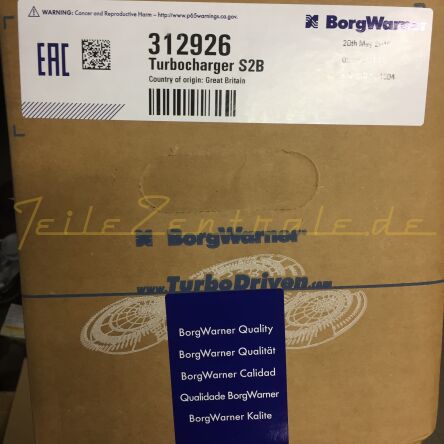 WARNING: Cancer and Reproductive Harm – http://p65warnings.ca.gov.
BorgWarner
EAC
312926
Turbocharger S2B
Country of origin: Great Britain
TeileZentrale.de
BorgWarner
www.TurboDriven.com
BorgWarner Quality
BorgWarner Qualität
BorgWarner Calidad
Qualidade BorgWarner
BorgWarner Kalite